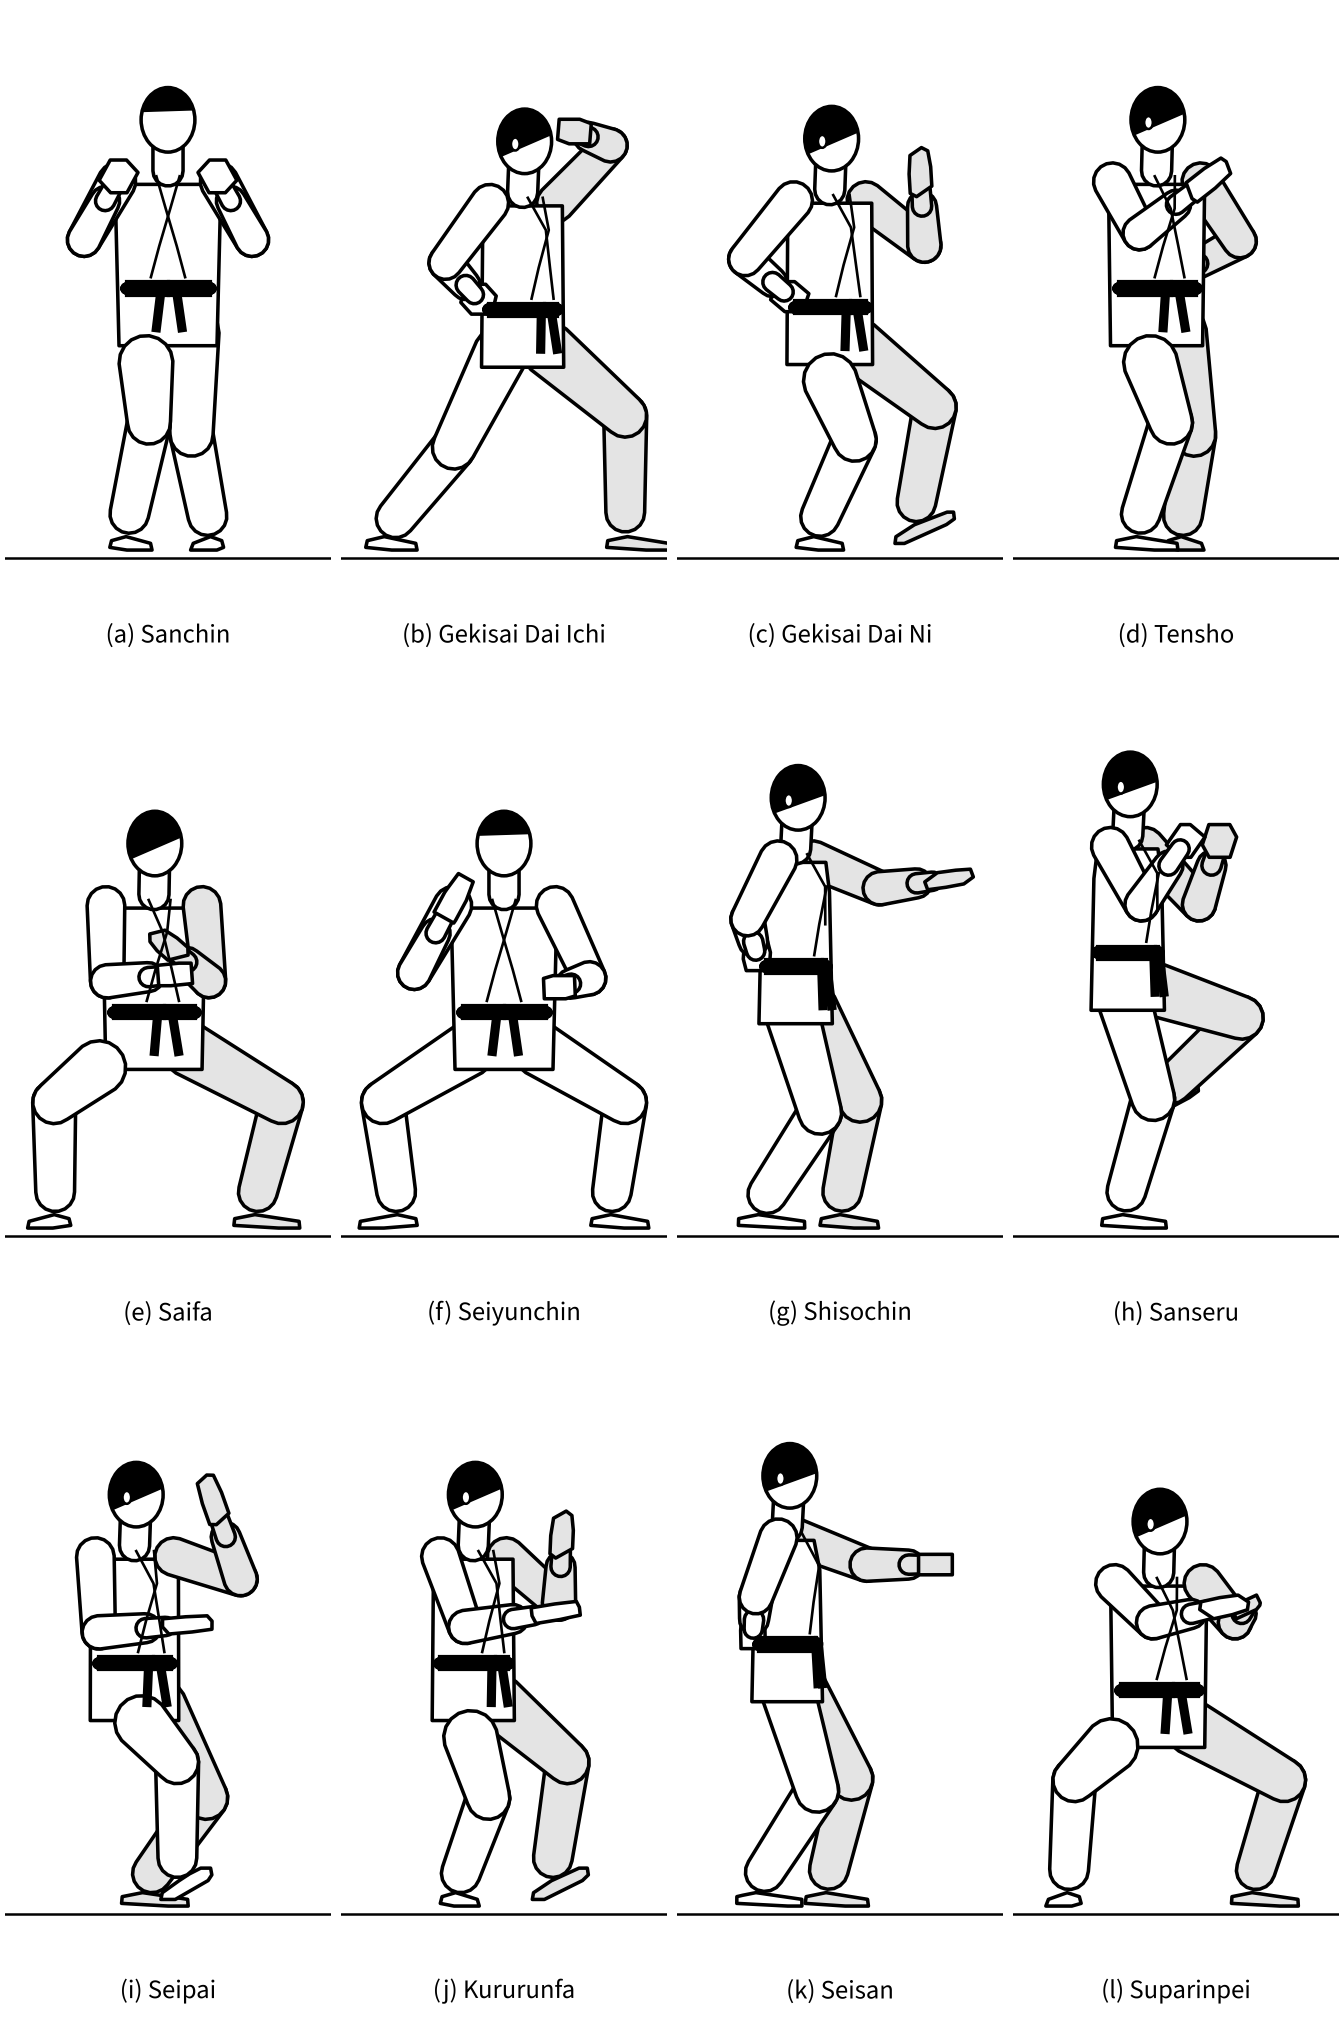 (a) Sanchin
(b) Gekisai Dai Ichi
(c) Gekisai Dai Ni
(d) Tensho
(e) Saifa
(f) Seiyunchin
(g) Shisochin
(h) Sanseru
(i) Seipai
(j) Kururunfa
(k) Seisan
(l) Suparinpei